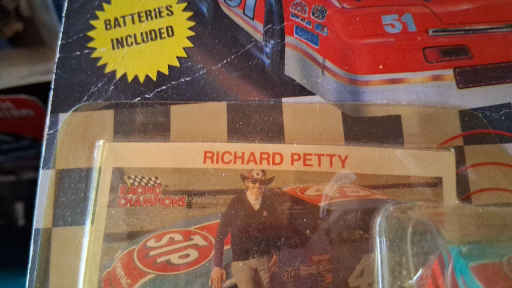 BATTERIES
INCLUDED
51
RICHARD PETTY
RACING
CHAMPIONS
STP